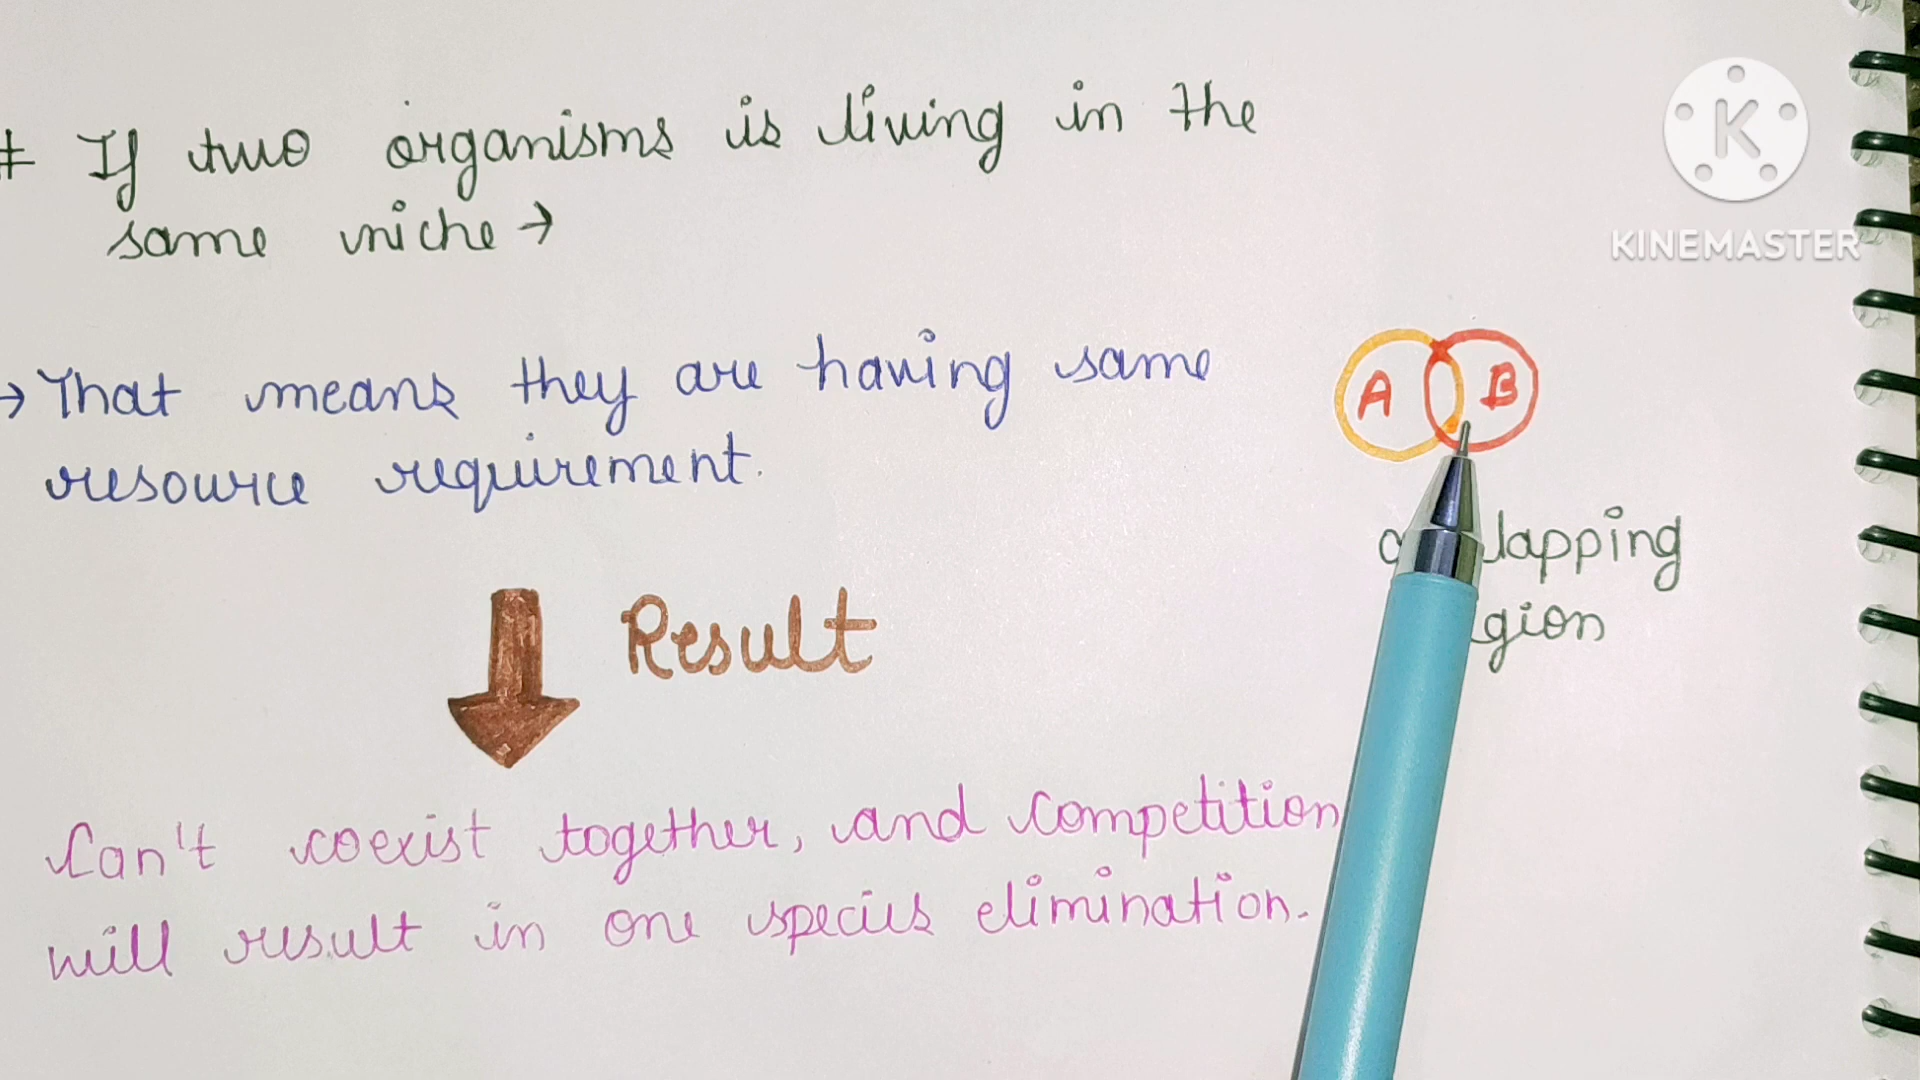 # If two organisms is living in the
same niche →
→ That means they are having same
resource requirement.
A B
lapping
gion
Result
Can't coexist together, and competition
will result in one species elimination.
K
KINEMASTER